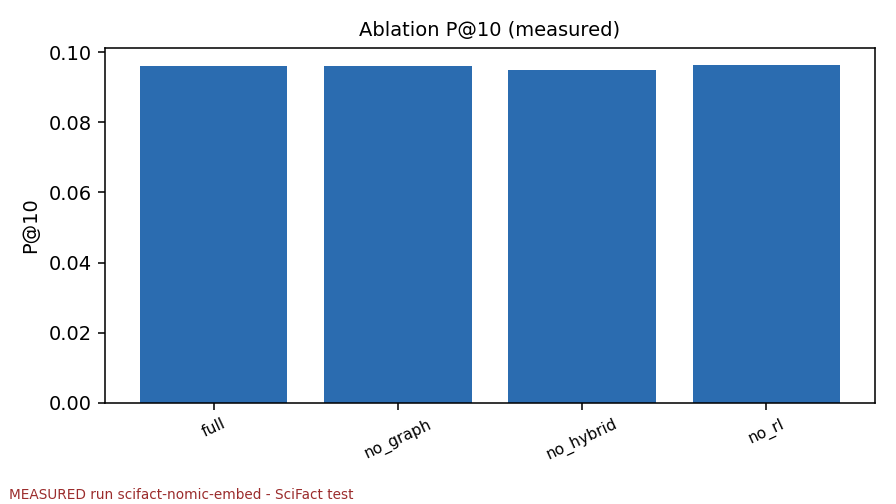 Ablation P@10 (measured)
P@10
0.10
0.08
0.06
0.04
0.02
0.00
full
no_graph
no_hybrid
no_rl
MEASURED run scifact-nomic-embed - SciFact test